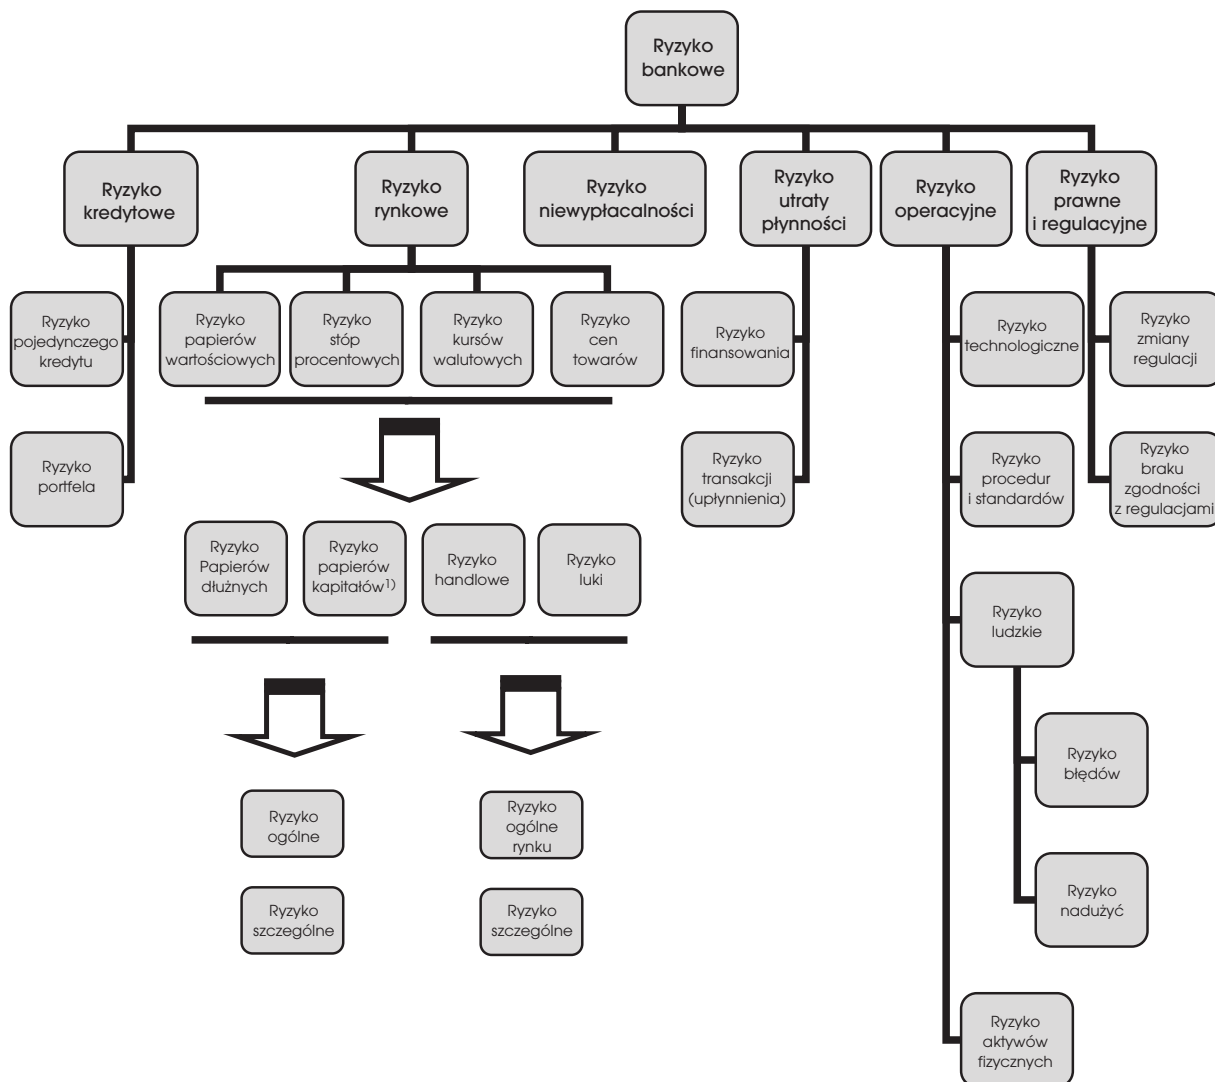 Ryzyko
bankowe
Ryzyko
kredytowe
Ryzyko
rynkowe
Ryzyko
niewypłacalności
Ryzyko
utraty
płynności
Ryzyko
operacyjne
Ryzyko
prawne
i regulacyjne
Ryzyko
pojedynczego
kredytu
Ryzyko
papierów
wartościowych
Ryzyko
stóp
procentowych
Ryzyko
kursów
walutowych
Ryzyko
cen
towarów
Ryzyko
finansowania
Ryzyko
technologiczne
Ryzyko
zmiany
regulacji
Ryzyko
portfela
Ryzyko
transakcji
(upłynnienia)
Ryzyko
procedur
i standardów
Ryzyko
braku
zgodności
z regulacjami
Ryzyko
Papierów
dłużnych
Ryzyko
papierów
kapitałów1)
Ryzyko
handlowe
Ryzyko
luki
Ryzyko
ludzkie
Ryzyko
błędów
Ryzyko
ogólne
Ryzyko
ogólne
rynku
Ryzyko
szczególne
Ryzyko
szczególne
Ryzyko
nadużyć
Ryzyko
aktywów
fizycznych